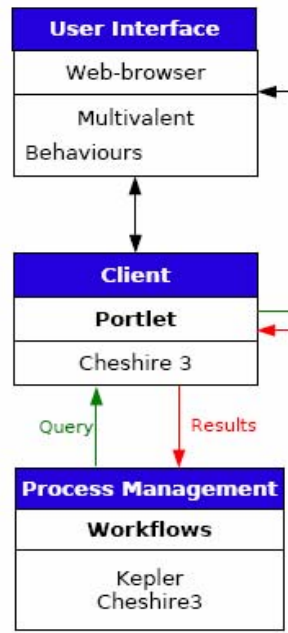 User Interface
Web-browser
Multivalent
Behaviours
Client
Portlet
Cheshire 3
Query
Results
Process Management
Workflows
Kepler
Cheshire3